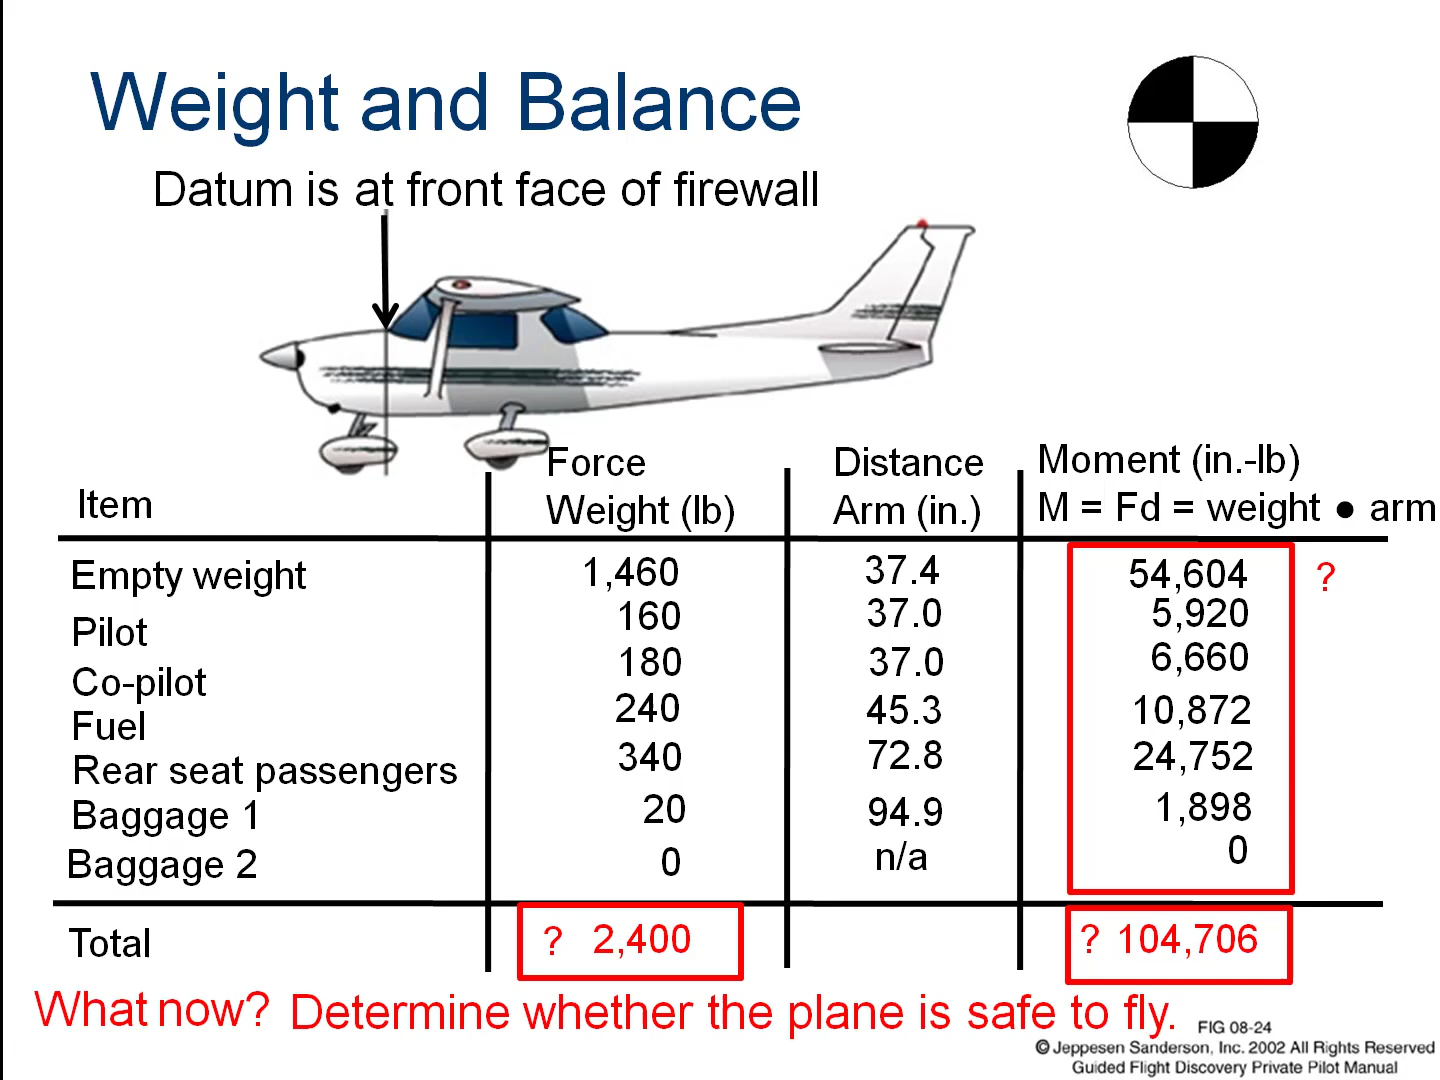 Weight and Balance
Datum is at front face of firewall
Item Force Weight (lb) Distance Arm (in.) Moment (in.-lb) M = Fd = weight ● arm
Empty weight 1,460 37.4 54,604 ?
Pilot 160 37.0 5,920
Co-pilot 180 37.0 6,660
Fuel 240 45.3 10,872
Rear seat passengers 340 72.8 24,752
Baggage 1 20 94.9 1,898
Baggage 2 0 n/a 0
Total ? 2,400 ? 104,706
What now? Determine whether the plane is safe to fly.
FIG 08-24
© Jeppesen Sanderson, Inc. 2002 All Rights Reserved
Guided Flight Discovery Private Pilot Manual